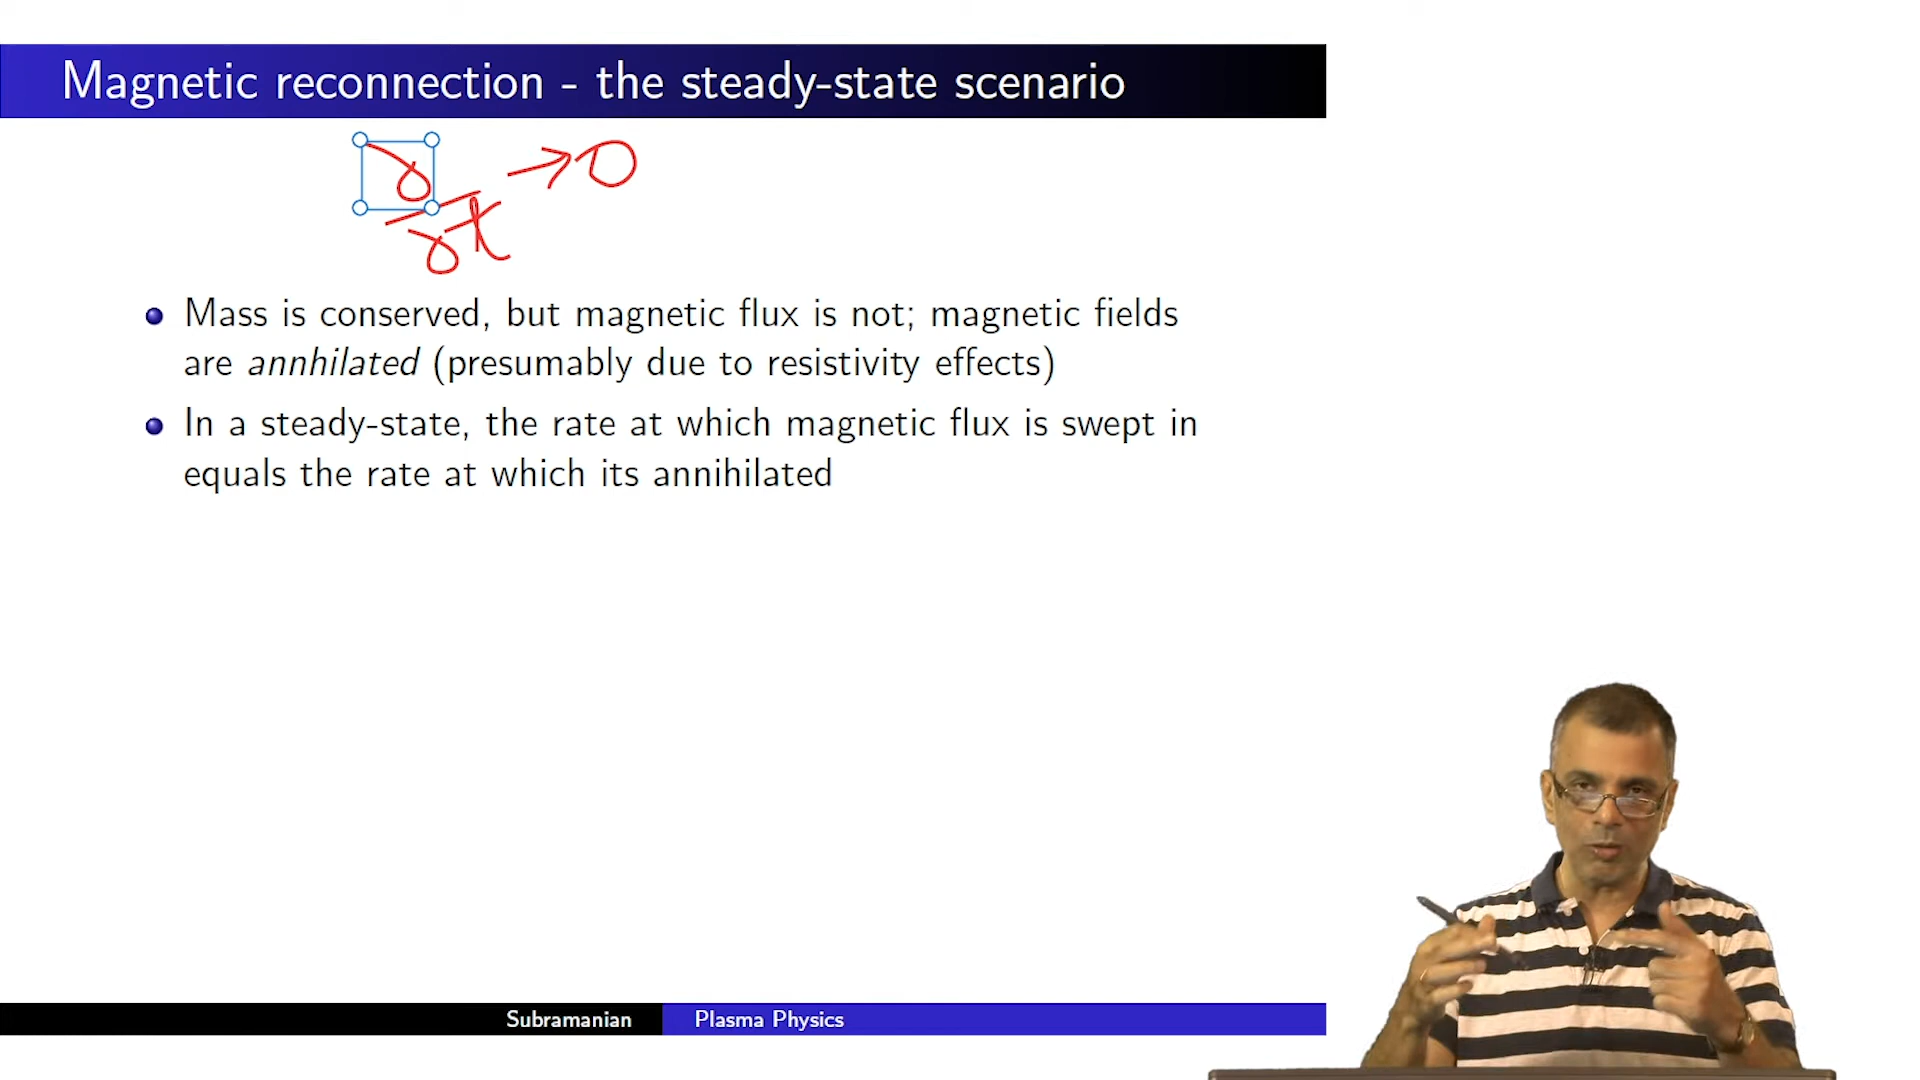 Magnetic reconnection - the steady-state scenario
∂/∂t → 0
Mass is conserved, but magnetic flux is not; magnetic fields
are annhilated (presumably due to resistivity effects)
In a steady-state, the rate at which magnetic flux is swept in
equals the rate at which its annihilated
Subramanian Plasma Physics